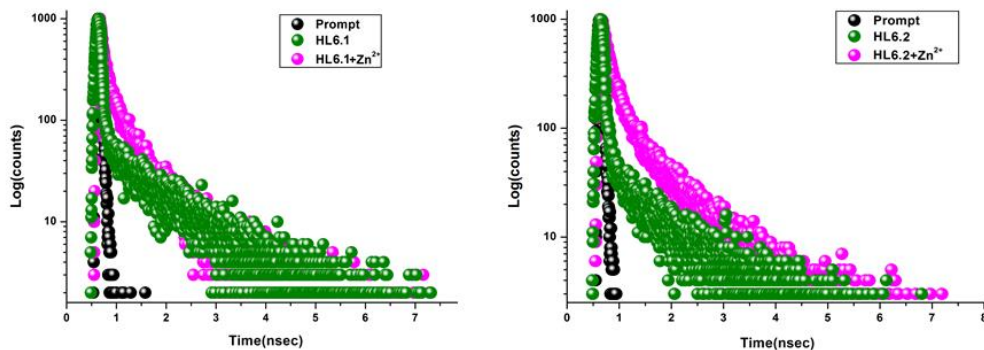 1000
100
10
Log(counts)
0 1 2 3 4 5 6 7
Time(nsec)
Prompt
HL6.1
HL6.1+Zn²⁺
1000
100
10
Log(counts)
0 1 2 3 4 5 6 7 8
Time(nsec)
Prompt
HL6.2
HL6.2+Zn²⁺